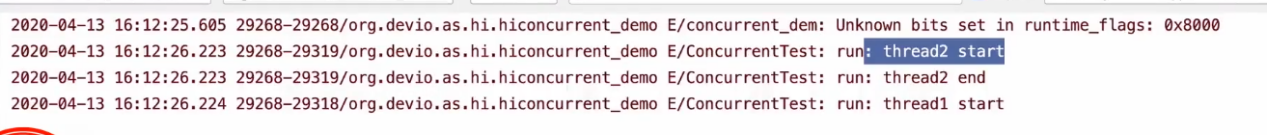 2020-04-13 16:12:25.605 29268-29268/org.devio.as.hi.hiconcurrent_demo E/concurrent_dem: Unknown bits set in runtime_flags: 0x8000
2020-04-13 16:12:26.223 29268-29319/org.devio.as.hi.hiconcurrent_demo E/ConcurrentTest: run: thread2 start
2020-04-13 16:12:26.223 29268-29319/org.devio.as.hi.hiconcurrent_demo E/ConcurrentTest: run: thread2 end
2020-04-13 16:12:26.224 29268-29318/org.devio.as.hi.hiconcurrent_demo E/ConcurrentTest: run: thread1 start